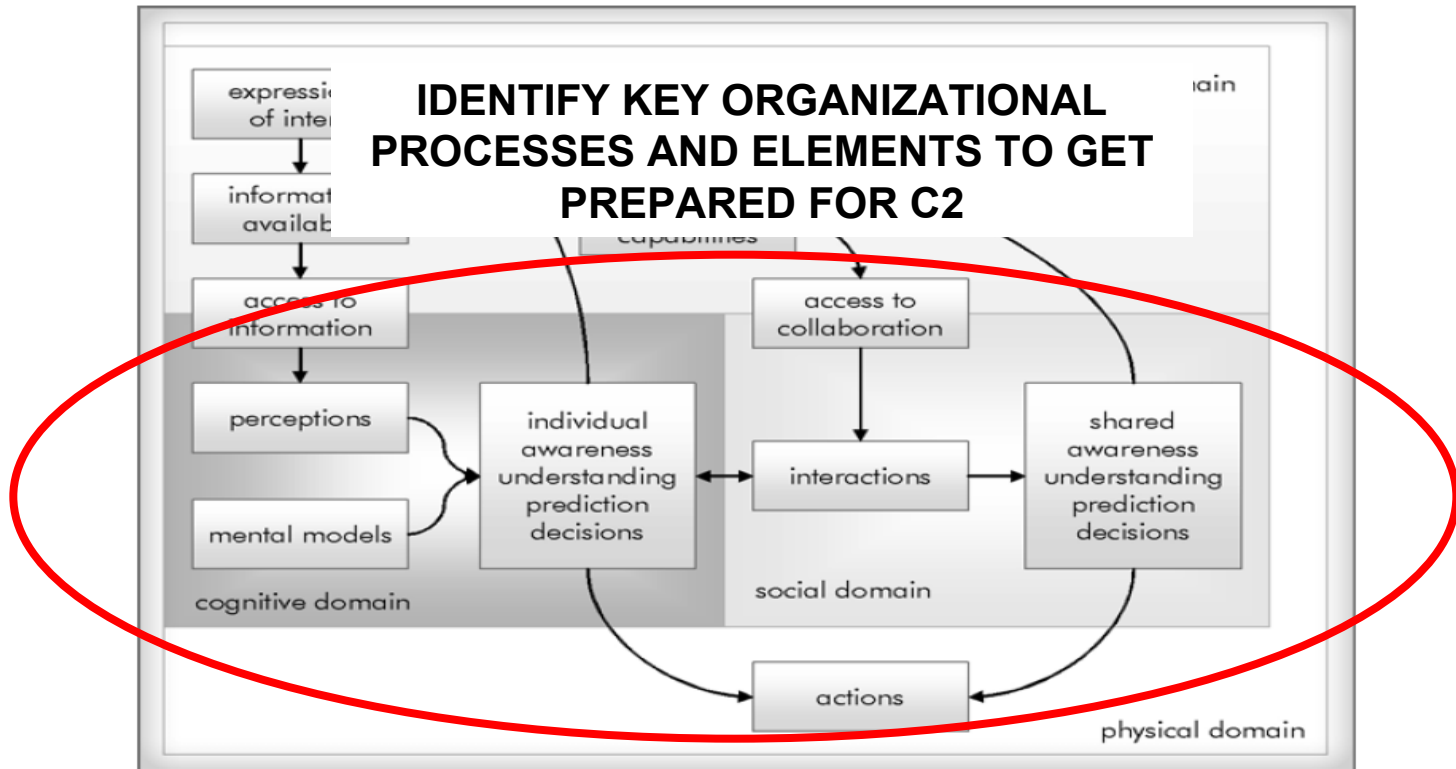 IDENTIFY KEY ORGANIZATIONAL
PROCESSES AND ELEMENTS TO GET
PREPARED FOR C2
of
capabilities
access to
information
access to
collaboration
perceptions
mental models
individual
awareness
understanding
prediction
decisions
interactions
shared
awareness
understanding
prediction
decisions
cognitive domain
social domain
actions
physical domain